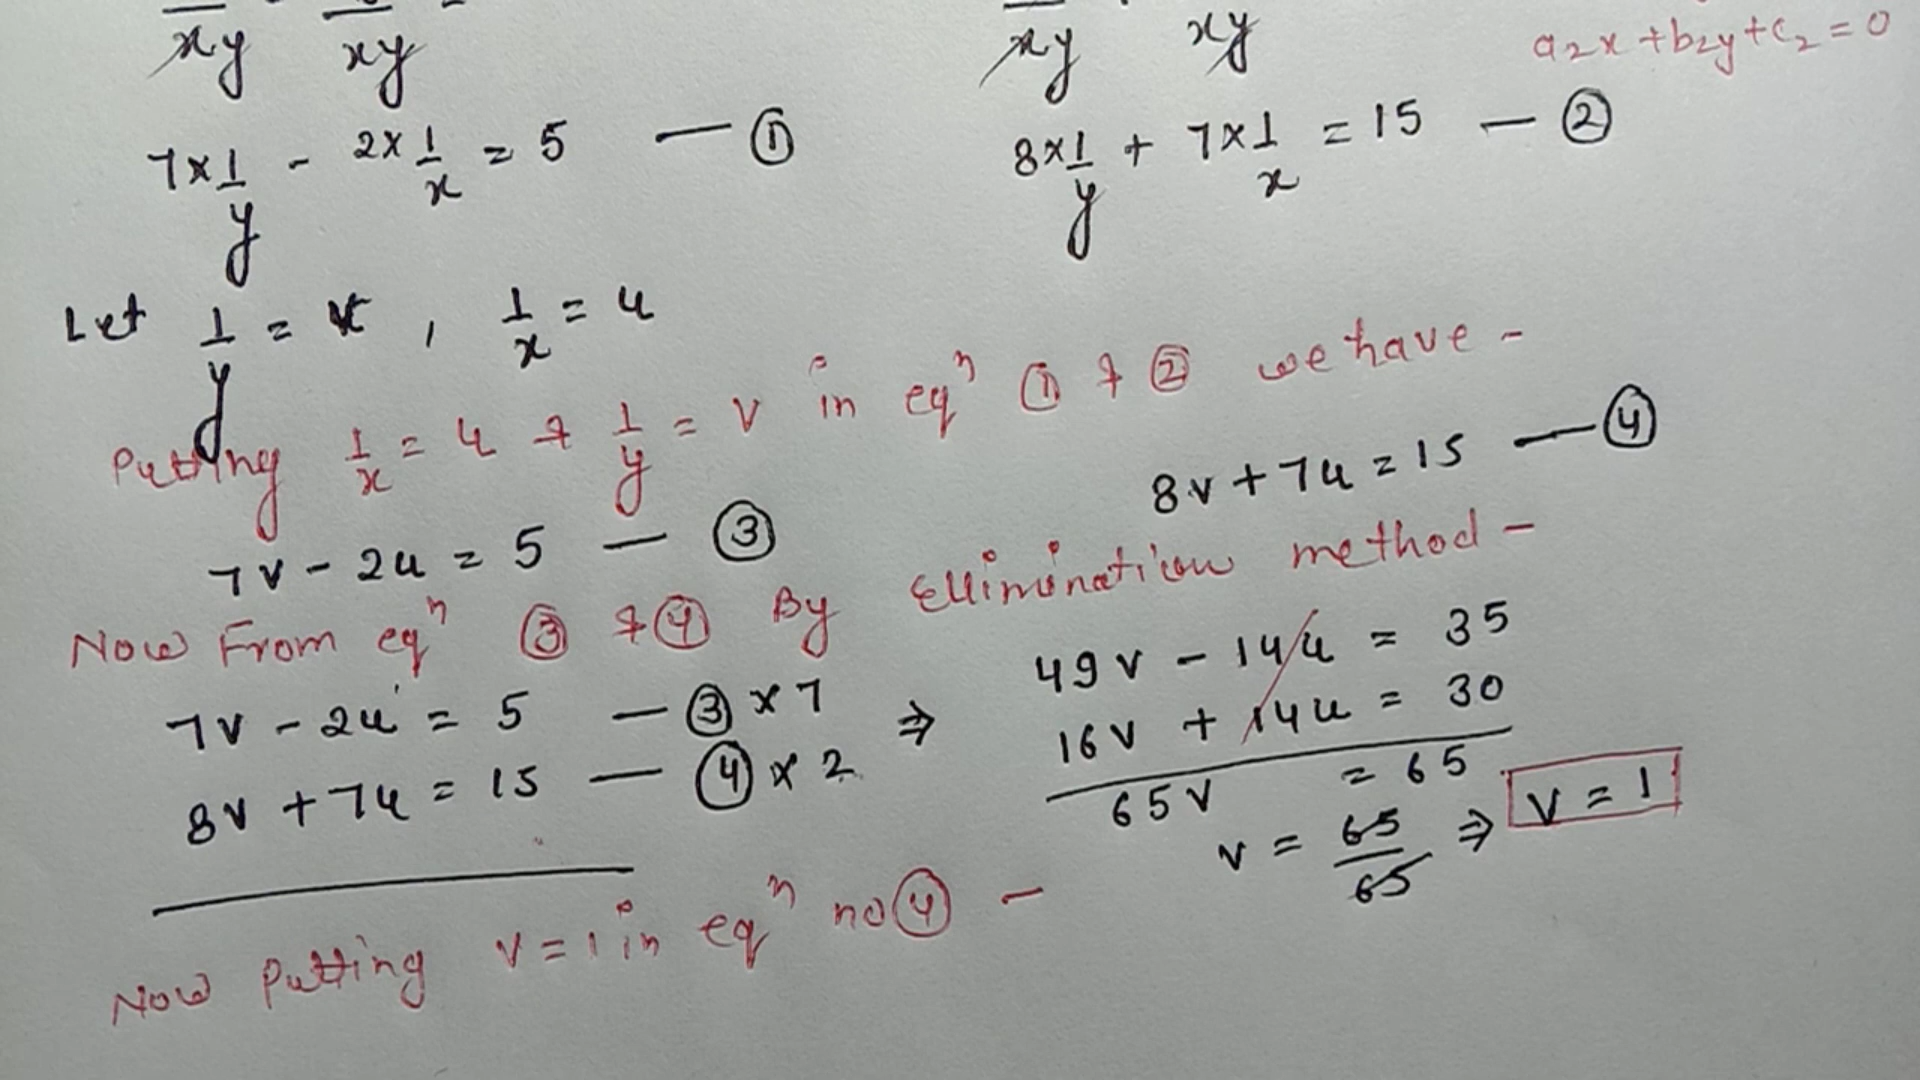 xy xy xy xy a₂x+b₂y+c₂=0
7×1/y - 2×1/x = 5 — ① 8×1/y + 7×1/x = 15 — ②
Let 1/y = v, 1/x = u
Putting 1/x = u & 1/y = v in eqⁿ ① & ② we have -
7v - 2u = 5 — ③ 8v + 7u = 15 — ④
Now From eqⁿ ③ & ④ By Ellimination method -
7v - 2u = 5 — ③ × 7 ⇒ 49v - 14u = 35
8v + 7u = 15 — ④ × 2 16v + 14u = 30
65v = 65
v = 65/65 ⇒ v = 1
Now Putting v=1 in eqⁿ no ④ -